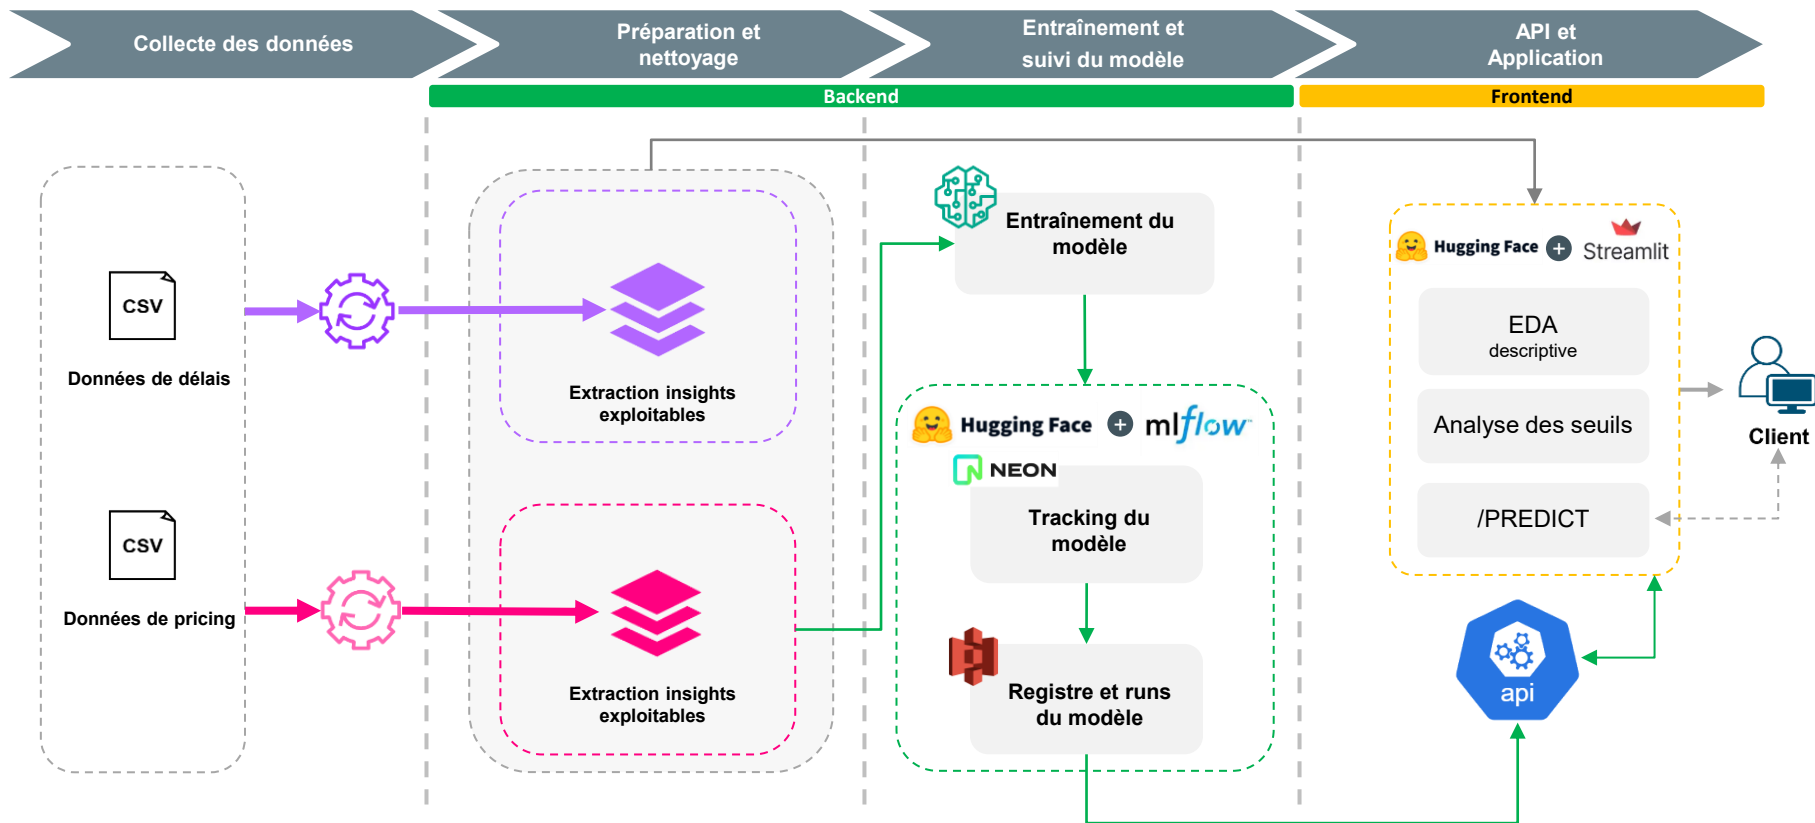 Collecte des données
Préparation et
nettoyage
Entraînement et
suivi du modèle
API et
Application
Backend
Frontend
CSV
Données de délais
CSV
Données de pricing
Extraction insights
exploitables
Extraction insights
exploitables
Entraînement du
modèle
Hugging Face + mlflow™
NEON
Tracking du
modèle
Registre et runs
du modèle
Hugging Face + Streamlit
EDA
descriptive
Analyse des seuils
/PREDICT
api
Client